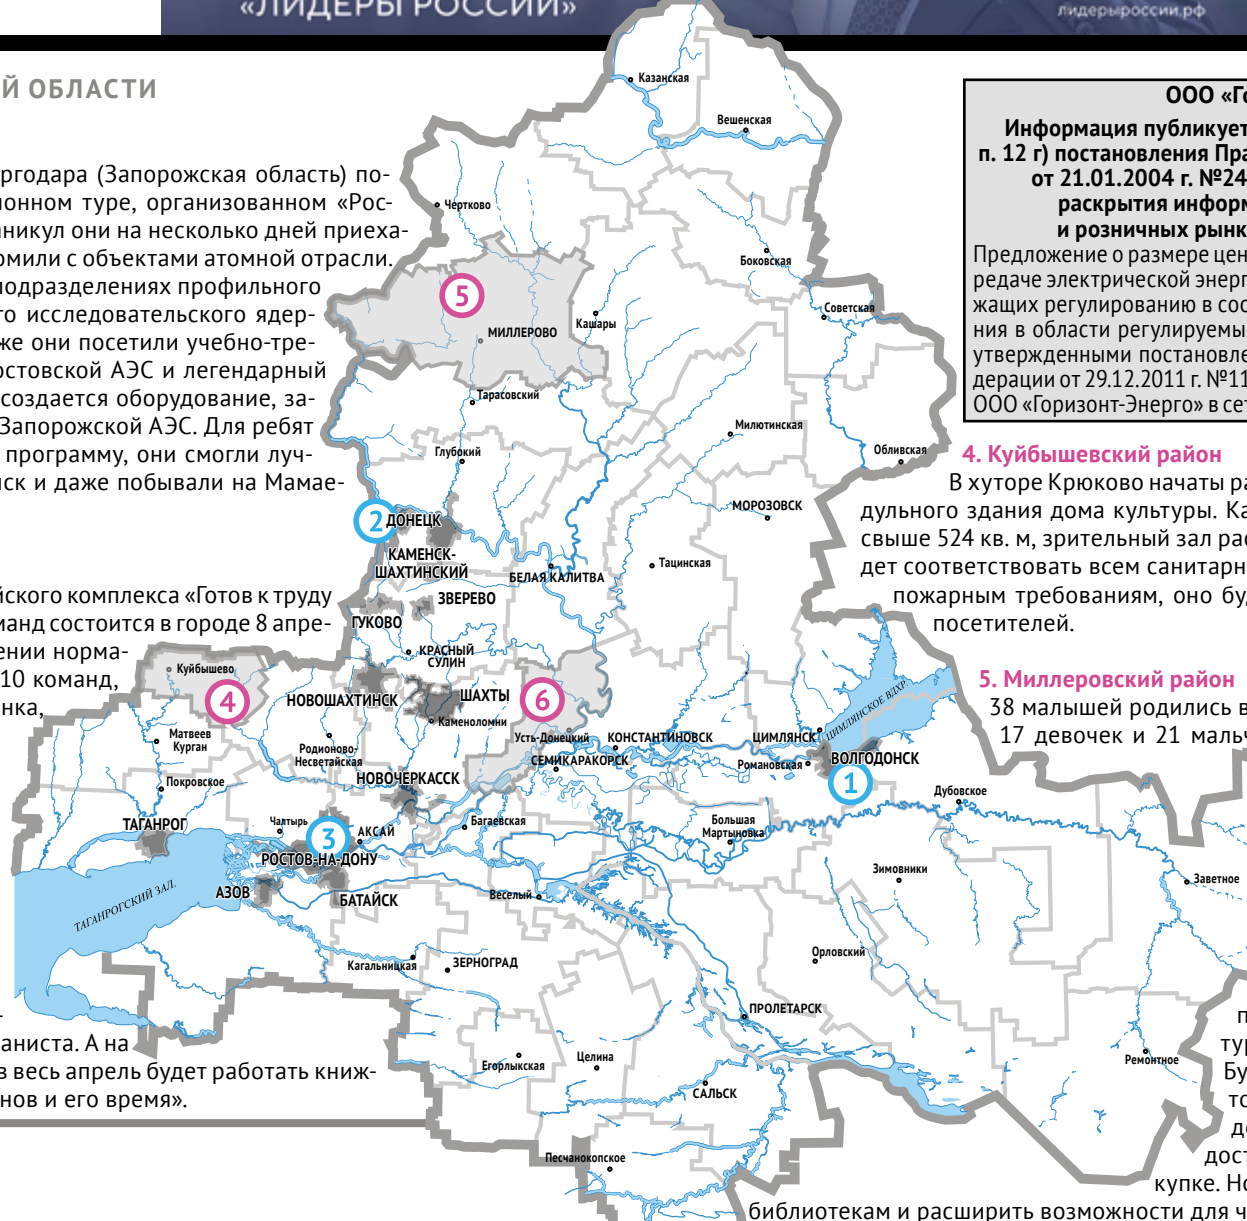 «ЛИДЕРЫ РОССИИ»
лидерыроссии.рф
Й ОБЛАСТИ
ргодара (Запорожская область) по-
ионном туре, организованном «Рос-
аникул они на несколько дней приеха-
омили с объектами атомной отрасли.
подразделениях профильного
го исследовательского ядер-
же они посетили учебно-тре-
остовской АЭС и легендарный
создается оборудование, за-
Запорожской АЭС. Для ребят
программу, они смогли луч-
нск и даже побывали на Мамае-
йского комплекса «Готов к труду
манд состоится в городе 8 апре-
ении норма-
10 команд,
нка,
аниста. А на
в весь апрель будет работать книж-
нов и его время».
Казанская
Вешенская
Чертково
Боковская
5
МИЛЛЕРОВО
Кашары
Советская
Тарасовский
Милютинская
Глубокий
Обливская
МОРОЗОВСК
2
ДОНЕЦК
КАМЕНСК-
ШАХТИНСКИЙ
БЕЛАЯ КАЛИТВА
Тацинская
ЗВЕРЕВО
ГУКОВО
КРАСНЫЙ
СУЛИН
Куйбышево
4
НОВОШАХТИНСК
ШАХТЫ
6
Каменоломни
Матвеев
Курган
Родионово-
Несветайская
Усть-Донецкий
КОНСТАНТИНОВСК
ЦИМЛЯНСК
ЦИМЛЯНСКОЕ ВДХР.
СЕМИКАРАКОРСК
Романовская
ВОЛГОДОНСК
1
Покровское
НОВОЧЕРКАССК
Дубовское
ТАГАНРОГ
Чалтырь
3
АКСАЙ
Багаевская
Большая
Мартыновка
РОСТОВ-НА-ДОНУ
Зимовники
Заветное
АЗОВ
БАТАЙСК
Веселый
ТАГАНРОГСКИЙ ЗАЛ.
Кагальницкая
ЗЕРНОГРАД
Орловский
ПРОЛЕТАРСК
Егорлыкская
Целина
Ремонтное
САЛЬСК
Песчанокопское
ООО «Го
Информация публикует
п. 12 г) постановления Пра
от 21.01.2004 г. №24
раскрытия информ
и розничных рынк
Предложение о размере цен
редаче электрической энерг
жащих регулированию в соо
ния в области регулируемы
утвержденными постановле
дерации от 29.12.2011 г. №11
ООО «Горизонт-Энерго» в сет
4. Куйбышевский район
В хуторе Крюково начаты ра
дульного здания дома культуры. Ка
свыше 524 кв. м, зрительный зал рас
дет соответствовать всем санитарн
пожарным требованиям, оно буд
посетителей.
5. Миллеровский район
38 малышей родились в
17 девочек и 21 мальч
п
тур
Бу
то
де
дост
купке. Но
библиотекам и расширить возможности для ч